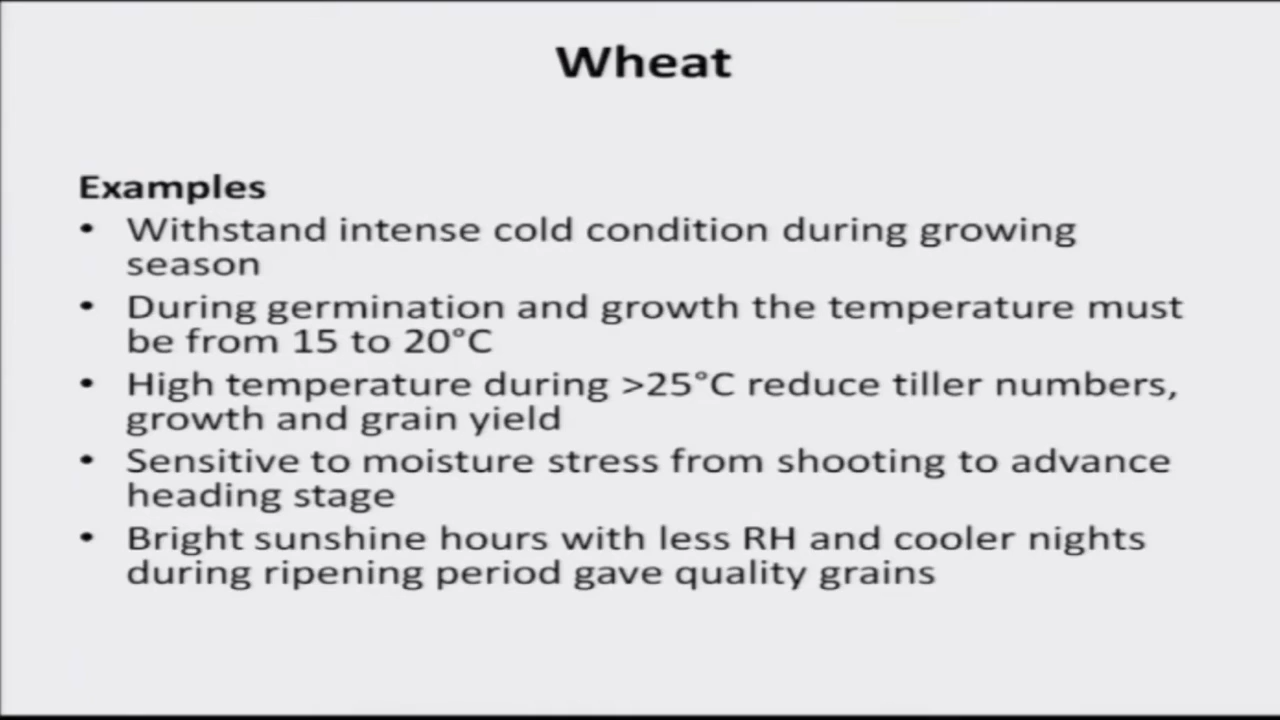 Wheat
Examples
• Withstand intense cold condition during growing
season
• During germination and growth the temperature must
be from 15 to 20°C
• High temperature during >25°C reduce tiller numbers,
growth and grain yield
• Sensitive to moisture stress from shooting to advance
heading stage
• Bright sunshine hours with less RH and cooler nights
during ripening period gave quality grains